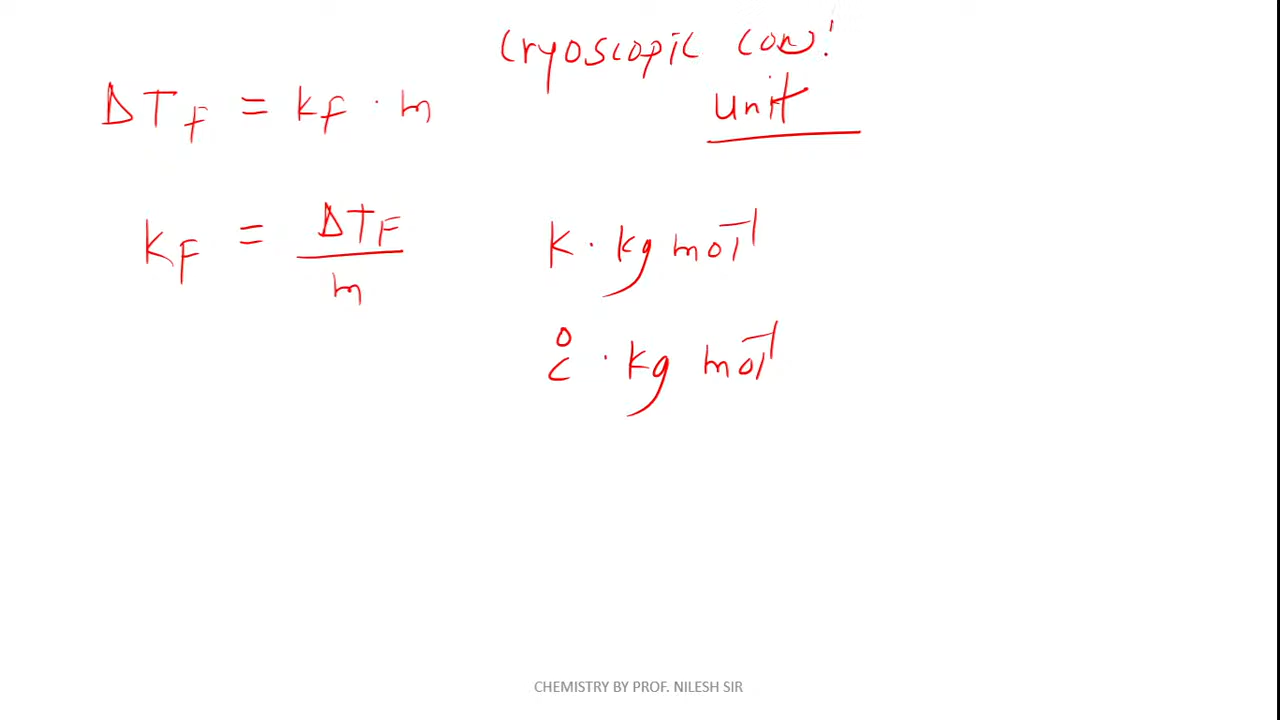 cryoscopic con!
unit
ΔTF = kf · m
kF = ΔTF / m
K · kg mol⁻¹
°C · kg mol⁻¹
CHEMISTRY BY PROF. NILESH SIR